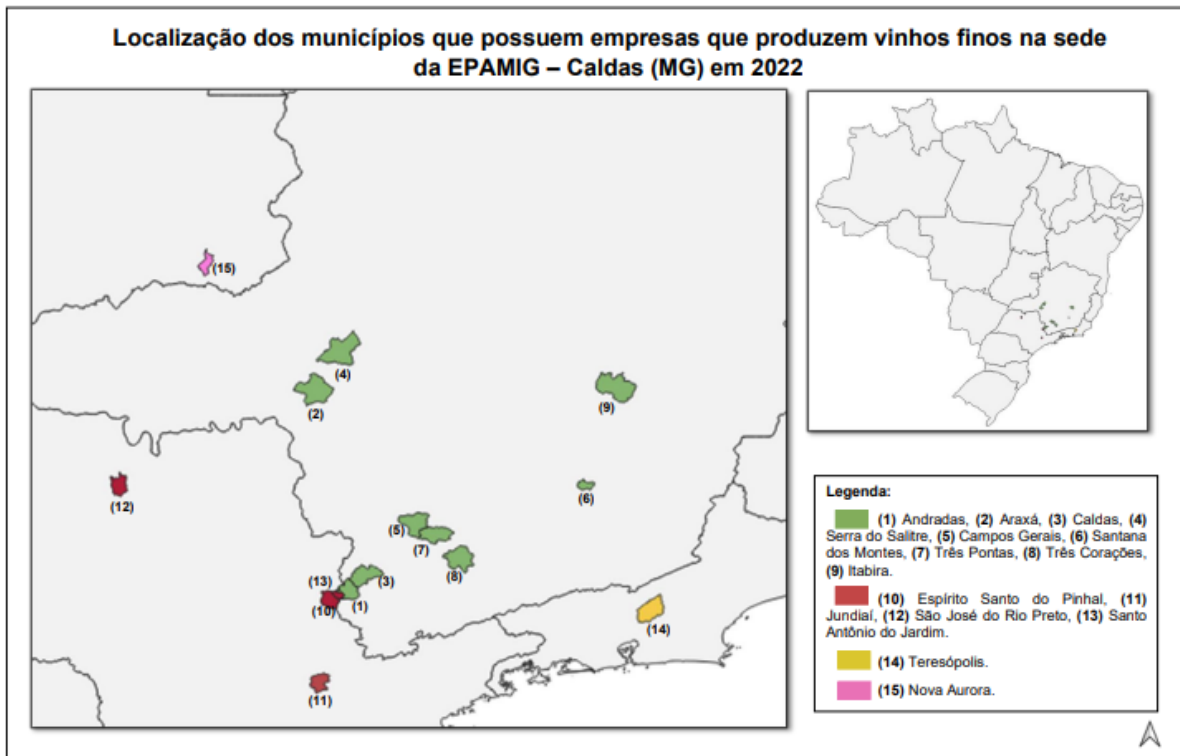 Localização dos municípios que possuem empresas que produzem vinhos finos na sede
da EPAMIG – Caldas (MG) em 2022
(15)
(4)
(2)
(9)
(12)
(6)
(5)
(7)
(8)
(13)
(3)
(10)
(1)
(14)
(11)
Legenda:
(1) Andradas, (2) Araxá, (3) Caldas, (4)
Serra do Salitre, (5) Campos Gerais, (6) Santana
dos Montes, (7) Três Pontas, (8) Três Corações,
(9) Itabira.
(10) Espírito Santo do Pinhal, (11)
Jundiaí, (12) São José do Rio Preto, (13) Santo
Antônio do Jardim.
(14) Teresópolis.
(15) Nova Aurora.